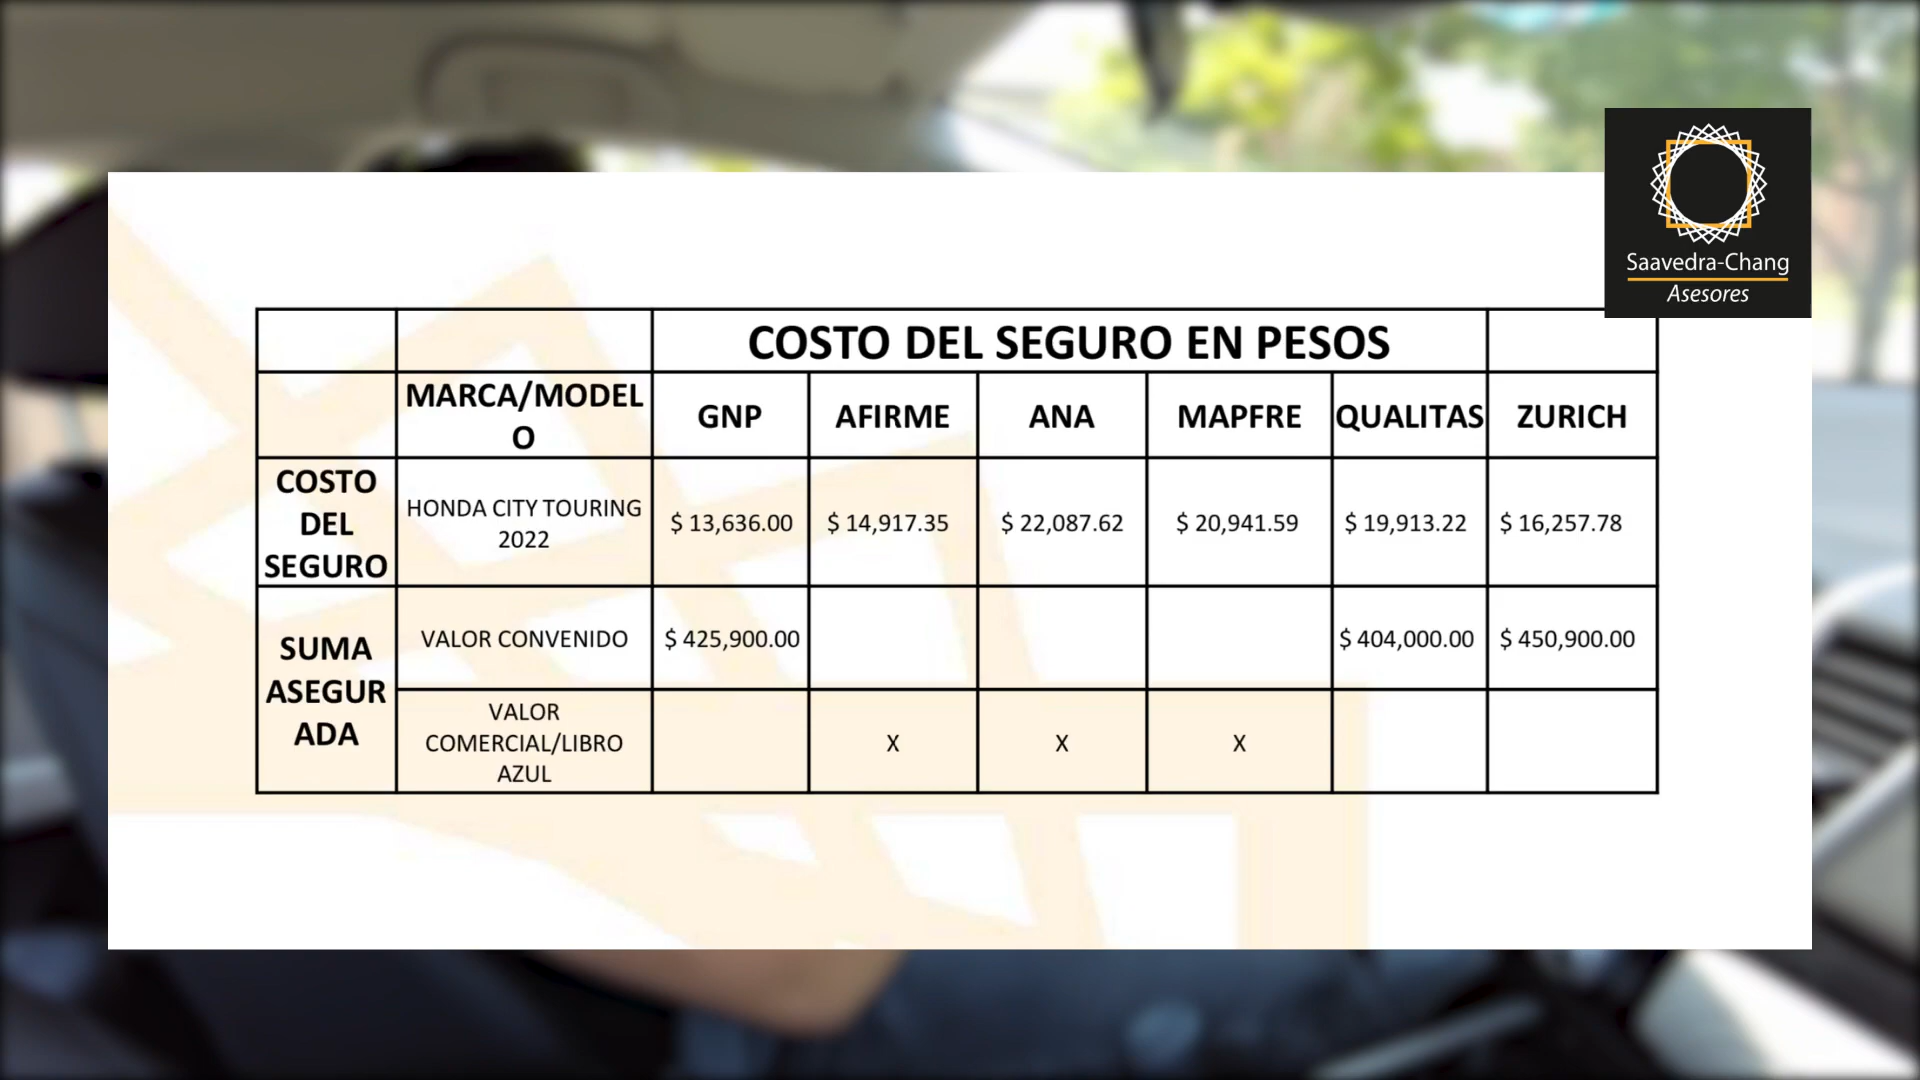 Saavedra-Chang
Asesores
COSTO DEL SEGURO EN PESOS
MARCA/MODEL
O
GNP
AFIRME
ANA
MAPFRE
QUALITAS
ZURICH
COSTO
DEL
SEGURO
HONDA CITY TOURING
2022
$ 13,636.00
$ 14,917.35
$ 22,087.62
$ 20,941.59
$ 19,913.22
$ 16,257.78
SUMA
ASEGUR
ADA
VALOR CONVENIDO
$ 425,900.00
$ 404,000.00
$ 450,900.00
VALOR
COMERCIAL/LIBRO
AZUL
X
X
X